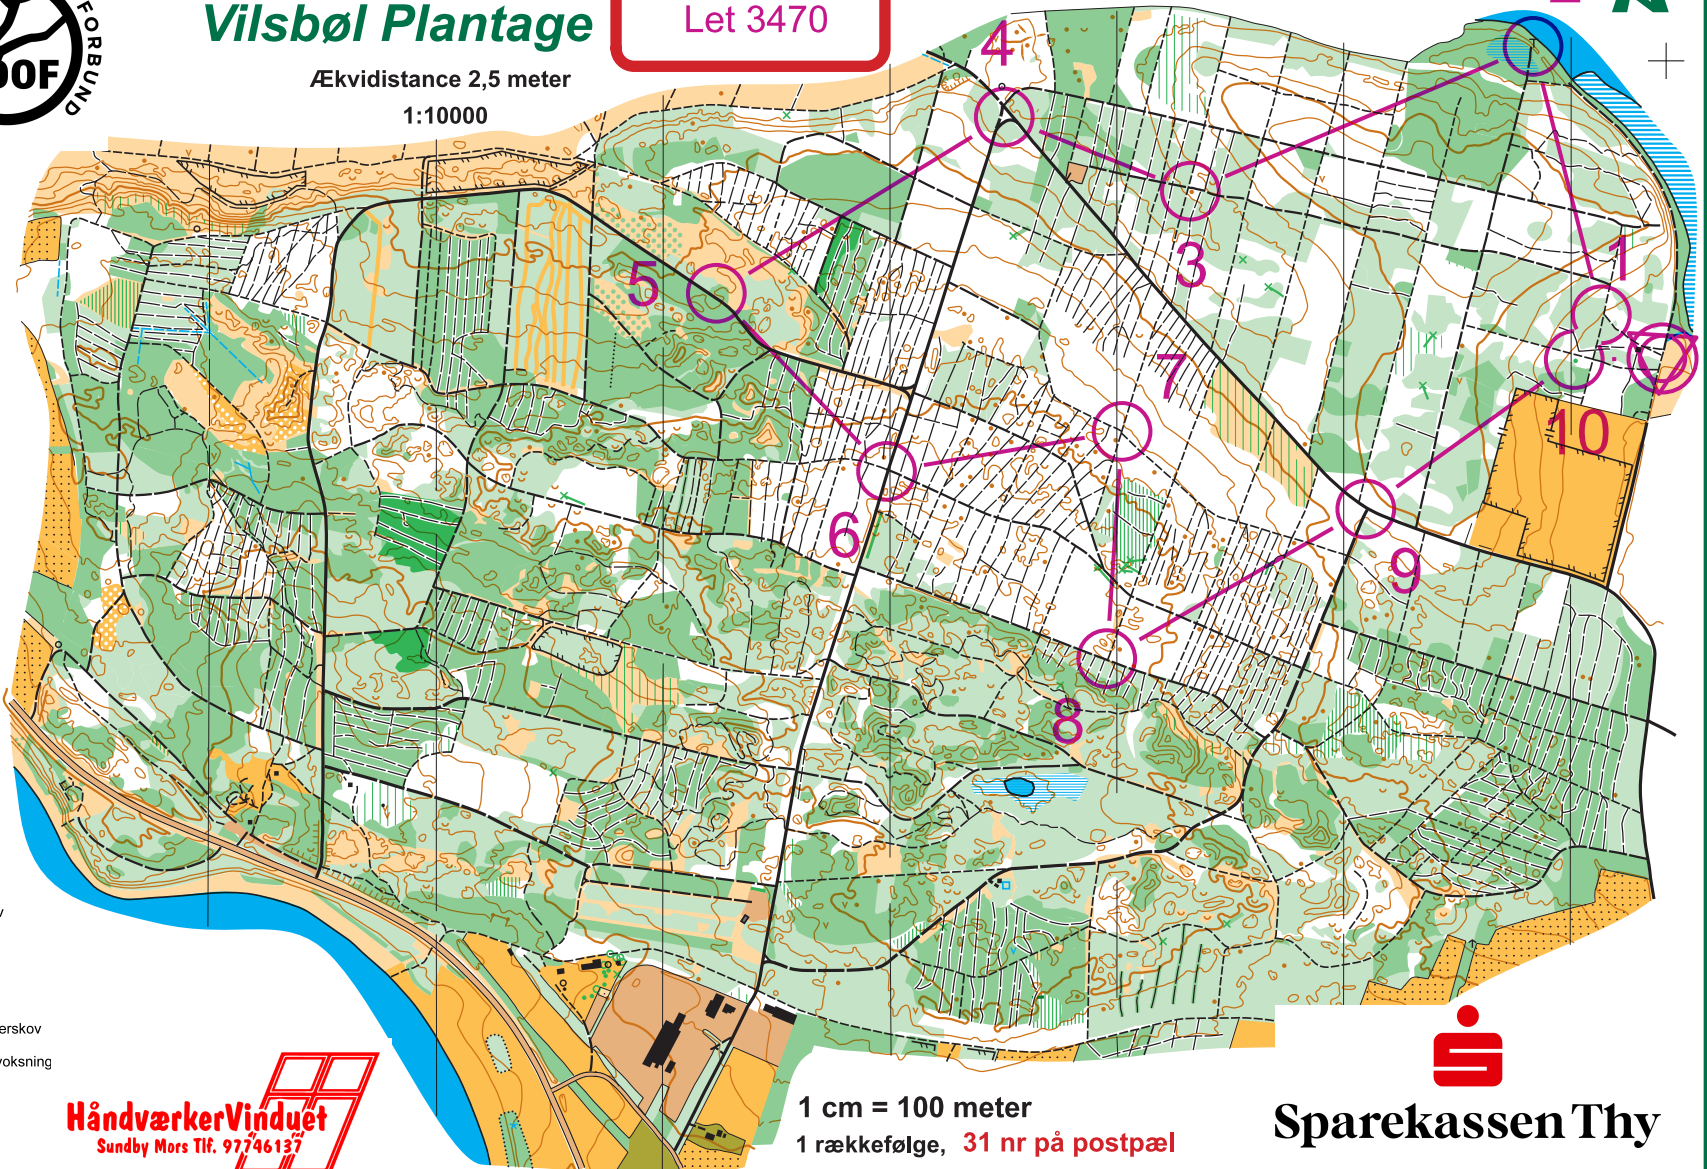 Vilsbøl Plantage
Let 3470
Ækvidistance 2,5 meter
1:10000
DOF
FORBUND
4
3
1
5
7
10
6
9
8
erskov
voksning
HåndværkerVinduet
Sundby Mors Tlf. 97746137
1 cm = 100 meter
1 rækkefølge, 31 nr på postpæl
Sparekassen Thy